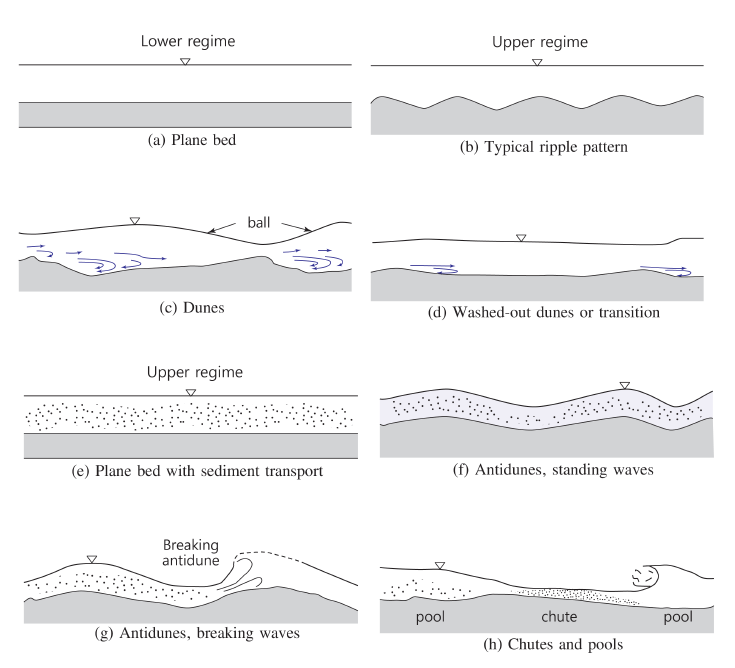 Lower regime
Upper regime
(a) Plane bed
(b) Typical ripple pattern
ball
(c) Dunes
(d) Washed-out dunes or transition
Upper regime
(e) Plane bed with sediment transport
(f) Antidunes, standing waves
Breaking
antidune
(g) Antidunes, breaking waves
pool
chute
pool
(h) Chutes and pools